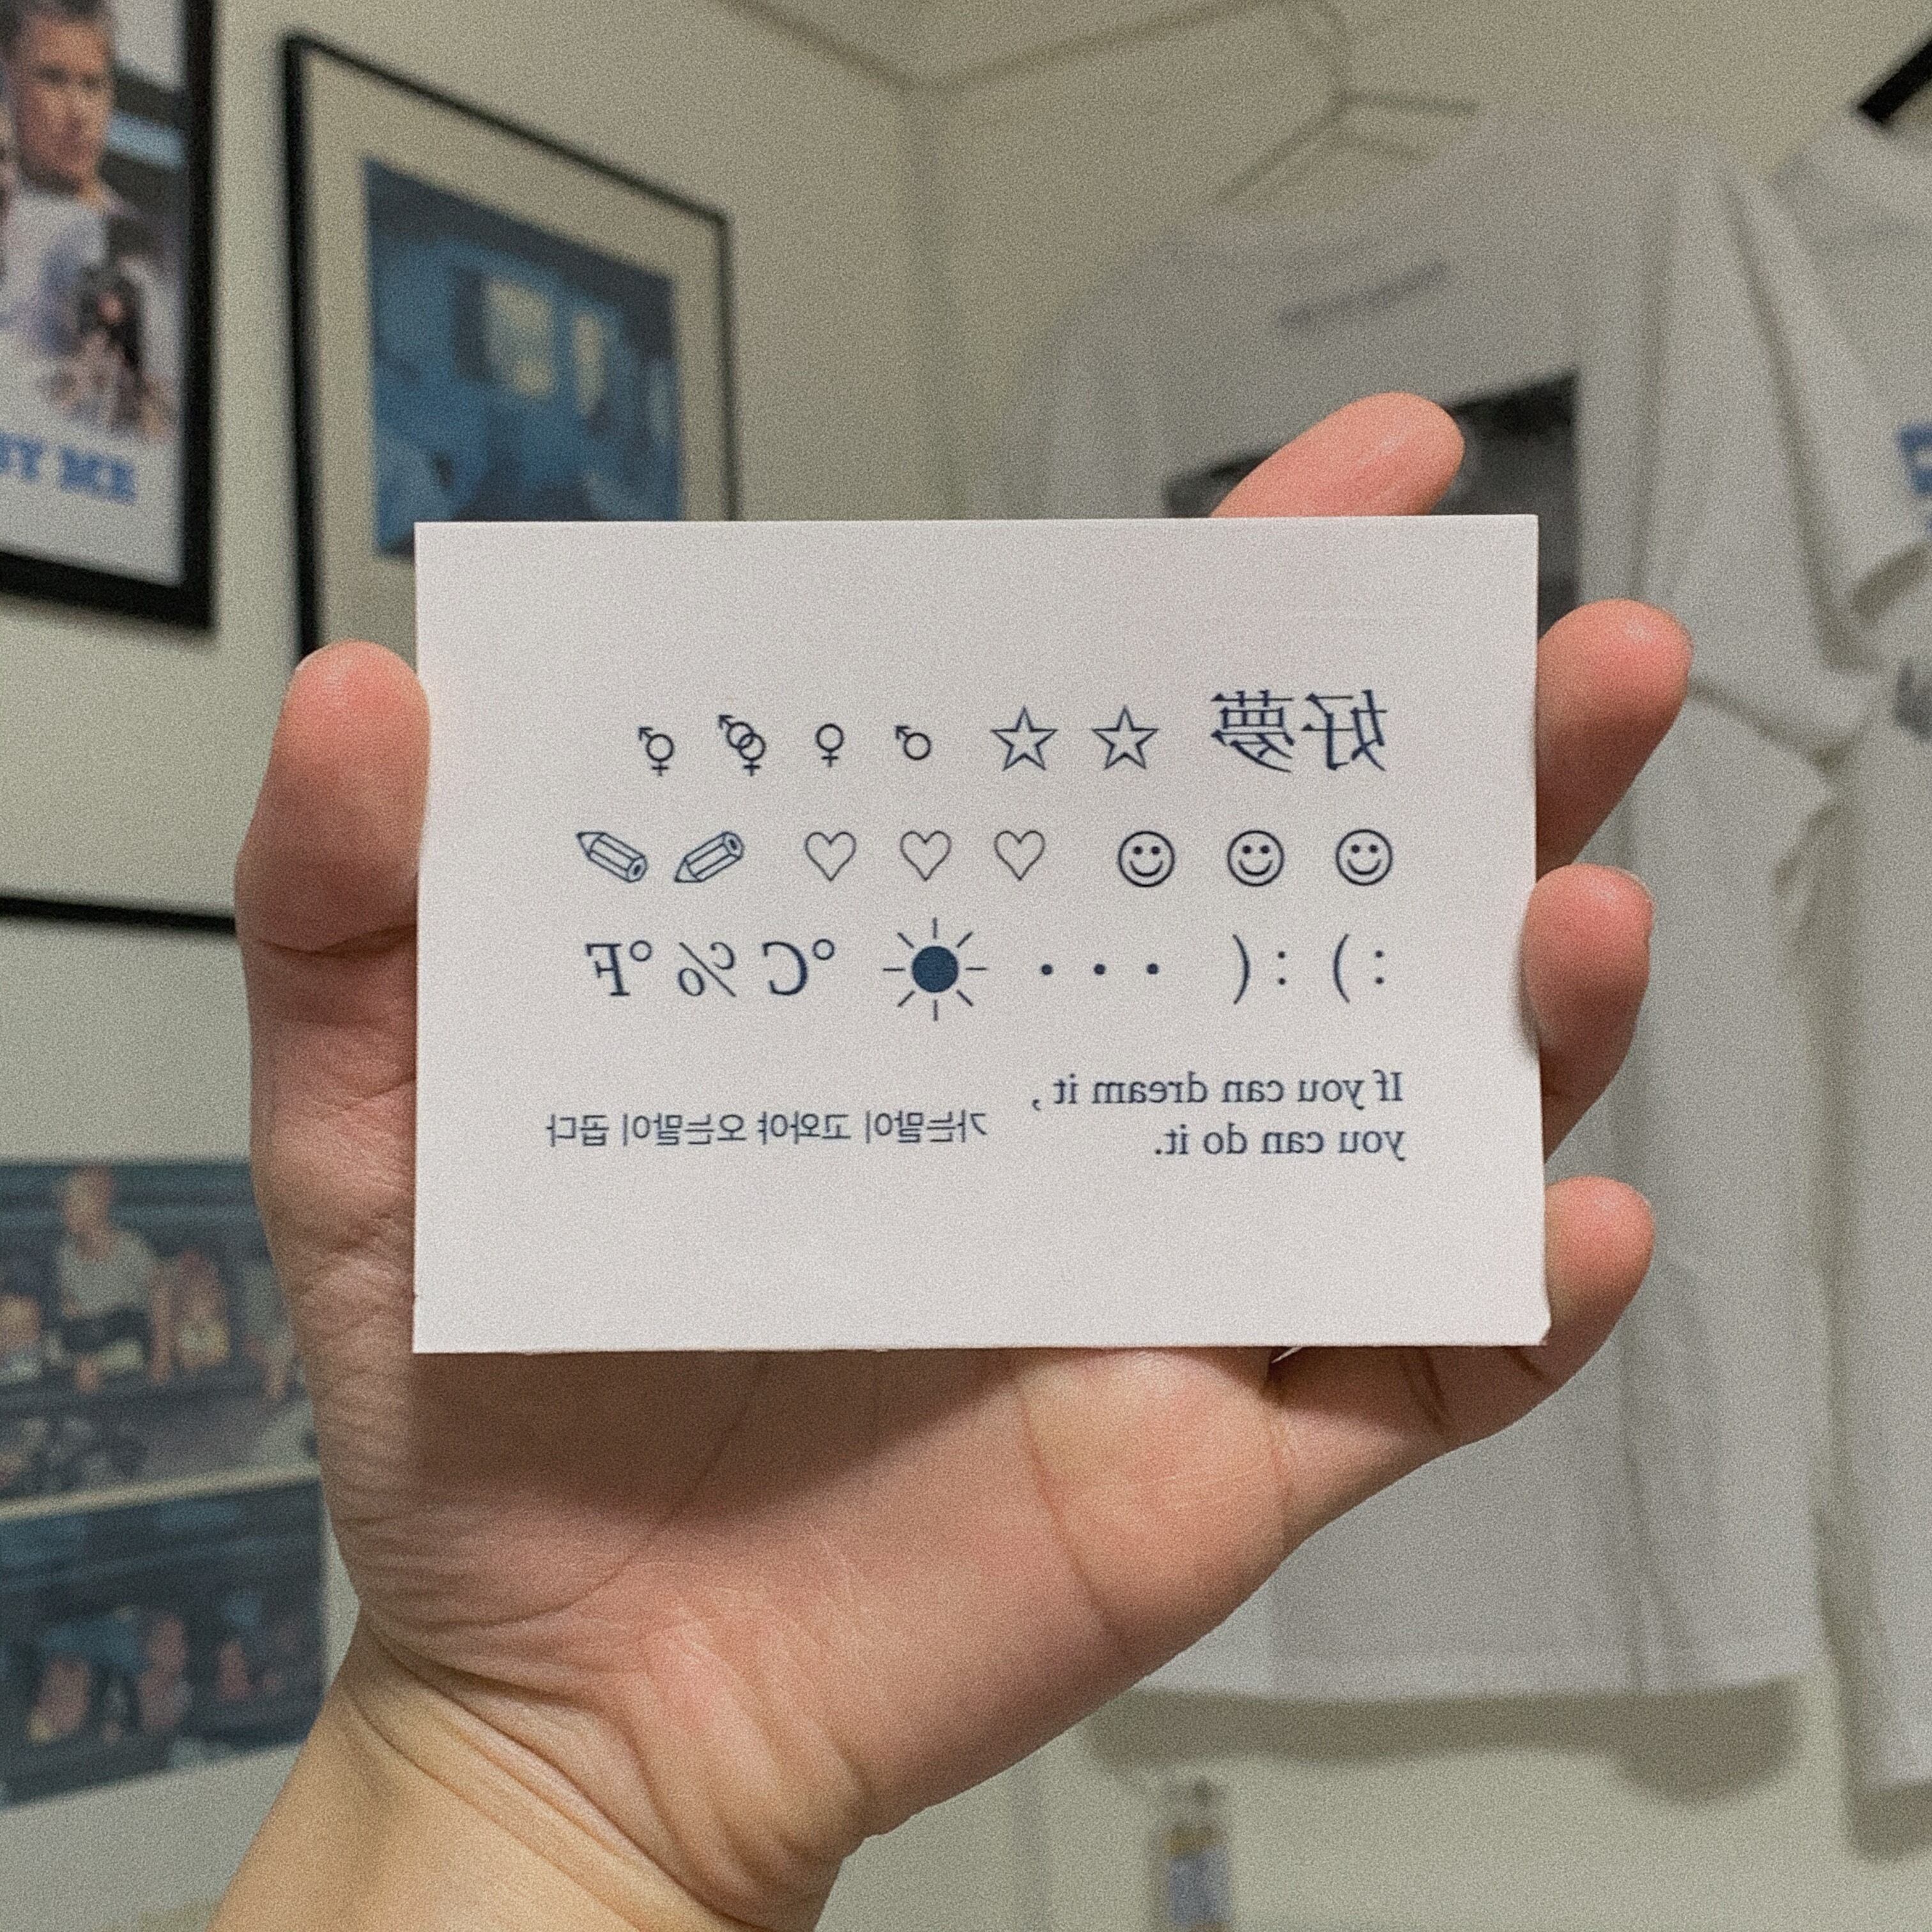 好夢 ☆ ☆ ♂ ♀ ⚤ ⚥
☺ ☺ ☺ ♡ ♡ ♡ ✎ ✐
:) :( · · · ☀ °C % °F
If you can dream it ,
you can do it.
가는말이 고와야 오는말이 곱다
ME